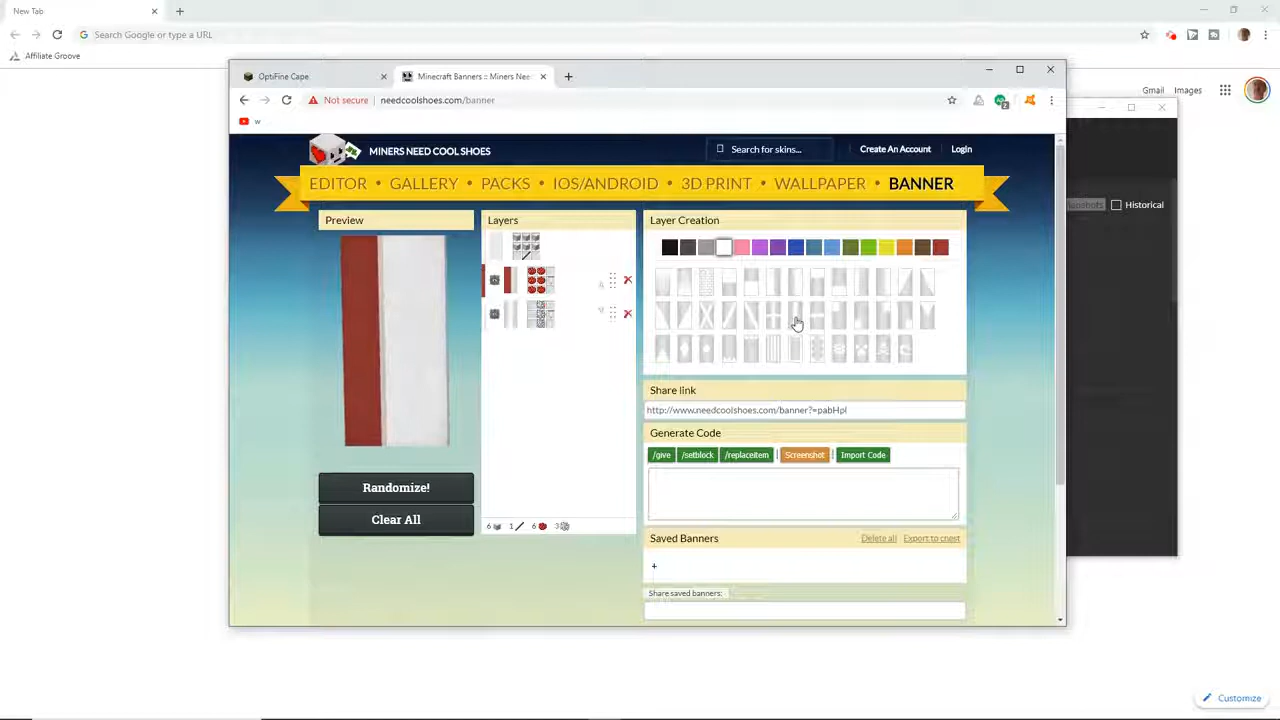 New Tab
Search Google or type a URL
Affiliate Groove
OptiFine Cape
Minecraft Banners :: Miners Nee
Not secure
needcoolshoes.com/banner
w
Gmail Images
MINERS NEED COOL SHOES
Search for skins...
Create An Account
Login
EDITOR • GALLERY • PACKS • IOS/ANDROID • 3D PRINT • WALLPAPER • BANNER
Historical
Preview
Layers
Layer Creation
Share link
http://www.needcoolshoes.com/banner?=pabHpl
Generate Code
/give
/setblock
/replaceitem
Screenshot
Import Code
Randomize!
Clear All
6 1 6 3
Saved Banners
Delete all
Export to chest
+
Share saved banners:
Customize